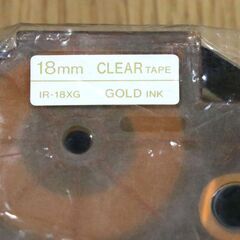 18mm CLEAR TAPE
IR-18XG GOLD INK